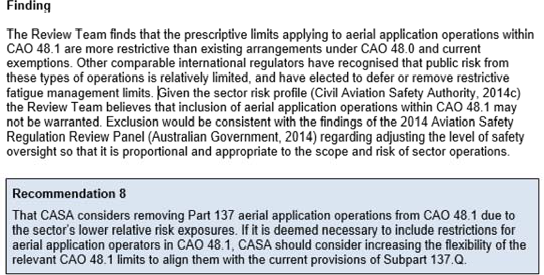 Finding
The Review Team finds that the prescriptive limits applying to aerial application operations within
CAO 48.1 are more restrictive than existing arrangements under CAO 48.0 and current
exemptions. Other comparable international regulators have recognised that public risk from
these types of operations is relatively limited, and have elected to defer or remove restrictive
fatigue management limits. Given the sector risk profile (Civil Aviation Safety Authority, 2014c)
the Review Team believes that inclusion of aerial application operations within CAO 48.1 may
not be warranted. Exclusion would be consistent with the findings of the 2014 Aviation Safety
Regulation Review Panel (Australian Government, 2014) regarding adjusting the level of safety
oversight so that it is proportional and appropriate to the scope and risk of sector operations.
Recommendation 8
That CASA considers removing Part 137 aerial application operations from CAO 48.1 due to
the sector's lower relative risk exposures. If it is deemed necessary to include restrictions for
aerial application operators in CAO 48.1, CASA should consider increasing the flexibility of the
relevant CAO 48.1 limits to align them with the current provisions of Subpart 137.Q.